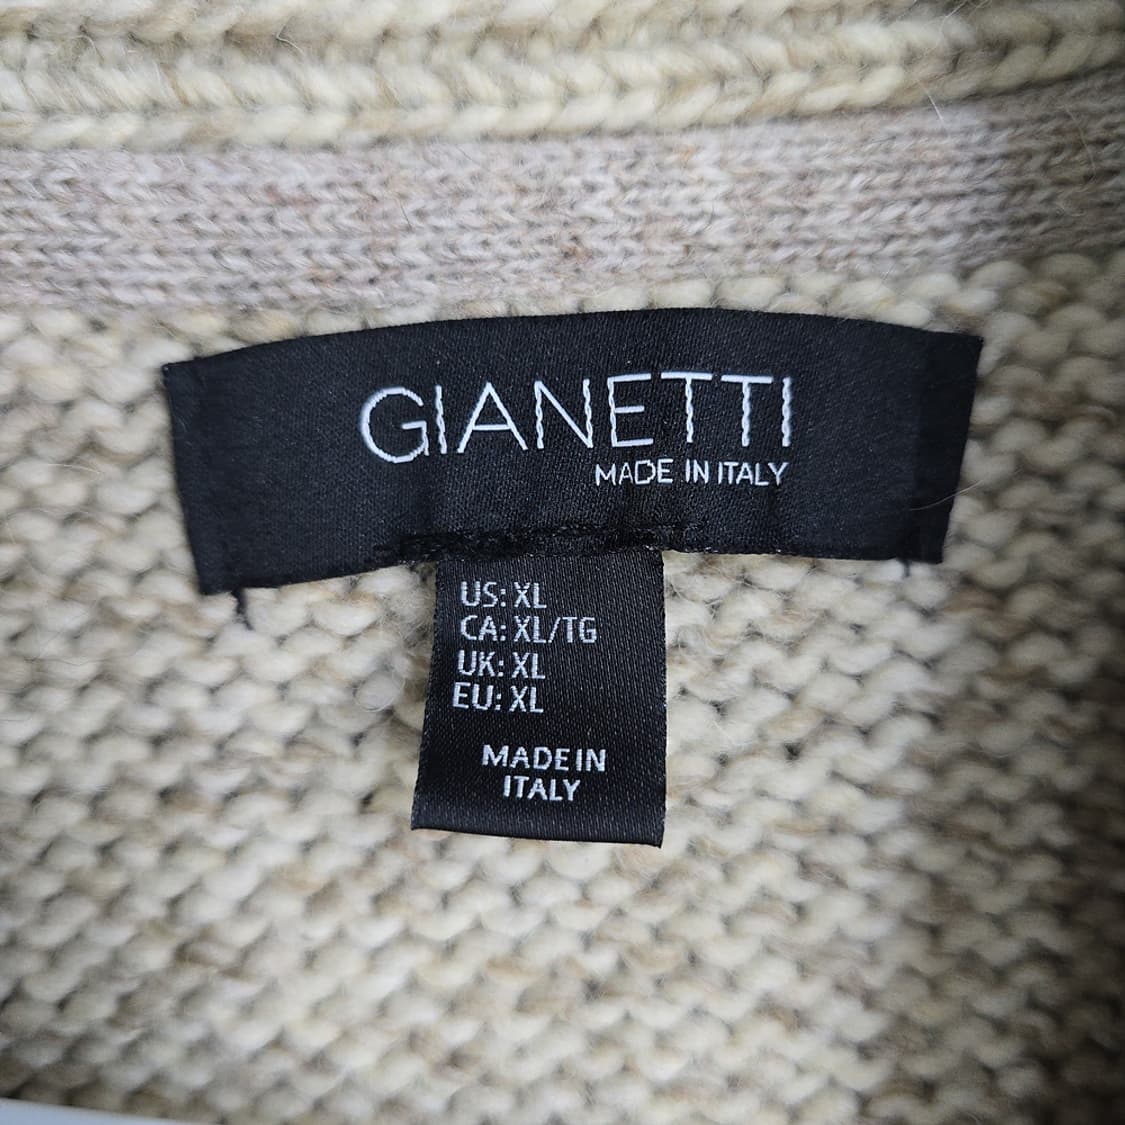 GIANETTI
MADE IN ITALY
US: XL
CA: XL/TG
UK: XL
EU: XL
MADE IN
ITALY